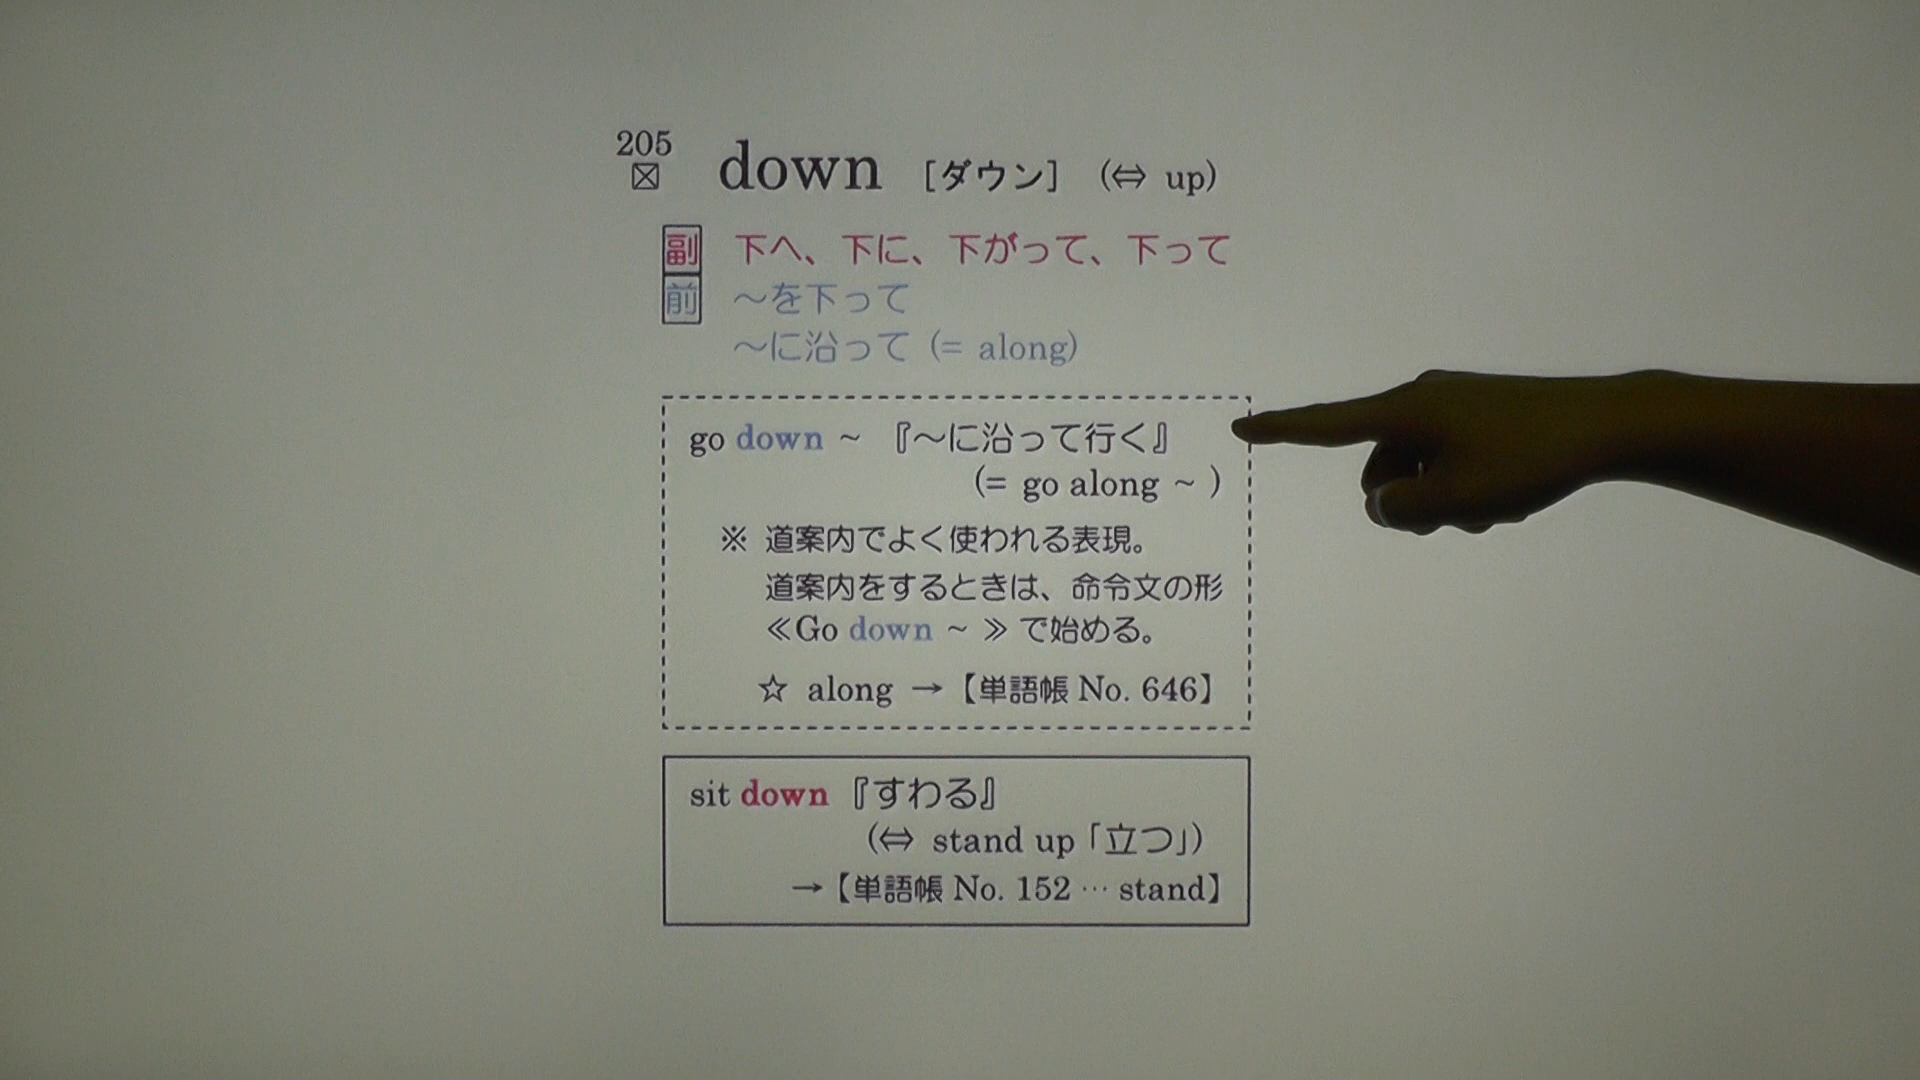 205
☒ down [ダウン] (⇔ up)
副 下へ、下に、下がって、下って
前 ～を下って
～に沿って (= along)
go down ~ 『～に沿って行く』
(= go along ~ )
※ 道案内でよく使われる表現。
道案内をするときは、命令文の形
≪Go down ~ ≫ で始める。
☆ along →【単語帳 No. 646】
sit down 『すわる』
(⇔ stand up「立つ」)
→【単語帳 No. 152 … stand】